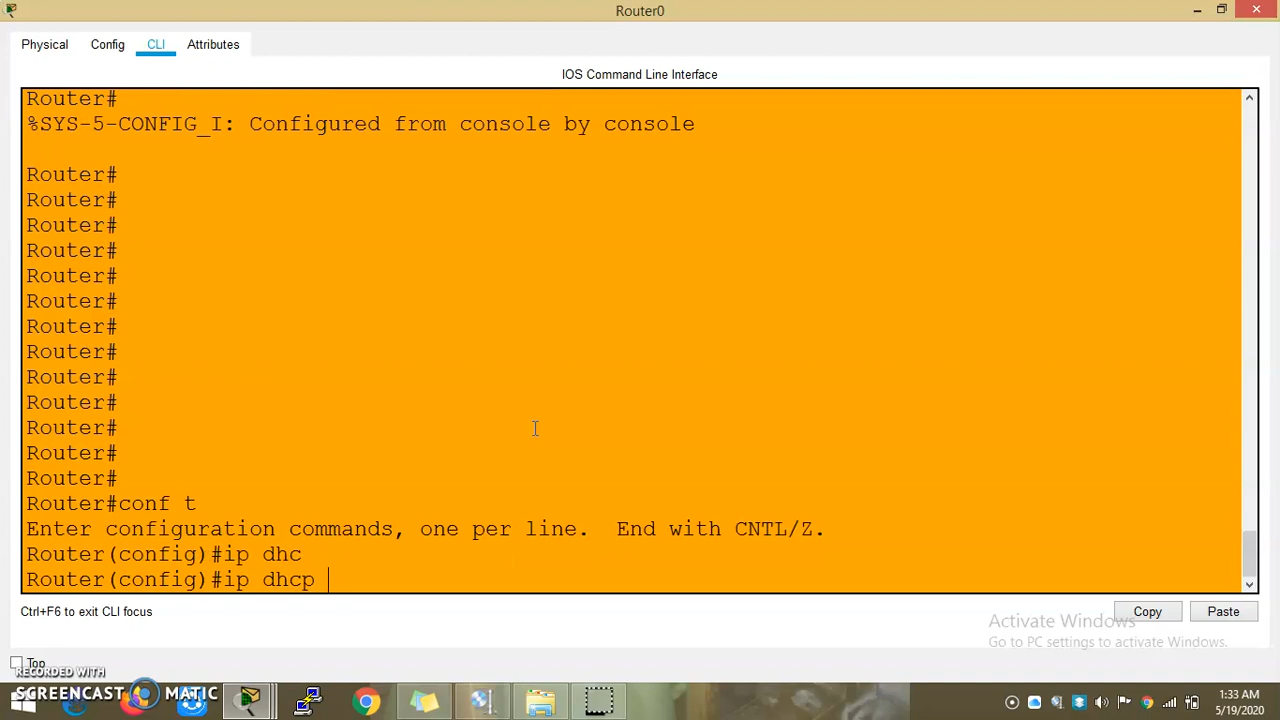 Router0
Physical
Config
CLI
Attributes
IOS Command Line Interface
Router#
%SYS-5-CONFIG_I: Configured from console by console
Router#
Router#
Router#
Router#
Router#
Router#
Router#
Router#
Router#
Router#
Router#
Router#
Router#
Router#conf t
Enter configuration commands, one per line.  End with CNTL/Z.
Router(config)#ip dhc
Router(config)#ip dhcp
Ctrl+F6 to exit CLI focus
Copy
Paste
Activate Windows
Go to PC settings to activate Windows.
Top
RECORDED WITH
SCREENCAST MATIC
1:33 AM
5/19/2020